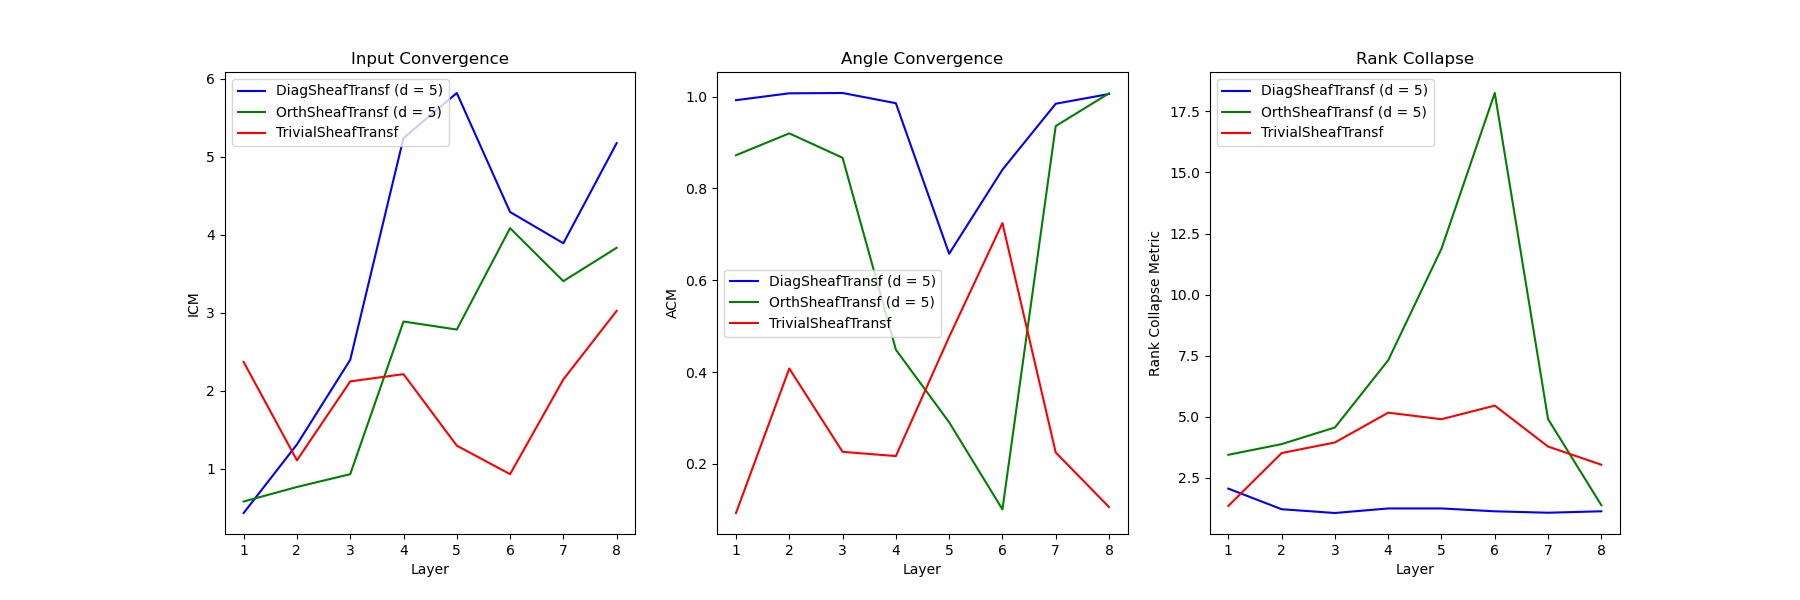 Input Convergence
6
5
4
3
2
1
ICM
DiagSheafTransf (d = 5)
OrthSheafTransf (d = 5)
TrivialSheafTransf
1 2 3 4 5 6 7 8
Layer
Angle Convergence
1.0
0.8
0.6
0.4
0.2
ACM
DiagSheafTransf (d = 5)
OrthSheafTransf (d = 5)
TrivialSheafTransf
1 2 3 4 5 6 7 8
Layer
Rank Collapse
17.5
15.0
12.5
10.0
7.5
5.0
2.5
Rank Collapse Metric
DiagSheafTransf (d = 5)
OrthSheafTransf (d = 5)
TrivialSheafTransf
1 2 3 4 5 6 7 8
Layer